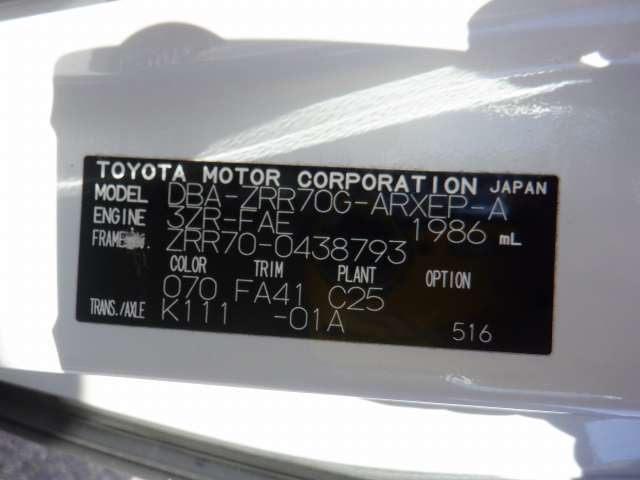 TOYOTA MOTOR CORPORATION JAPAN
MODEL DBA-ZRR70G-ARXEP-A
ENGINE 3ZR-FAE 1986 mL
FRAME ZRR70-0438793
COLOR TRIM PLANT OPTION
070 FA41 C25
TRANS./AXLE K111 -01A
516